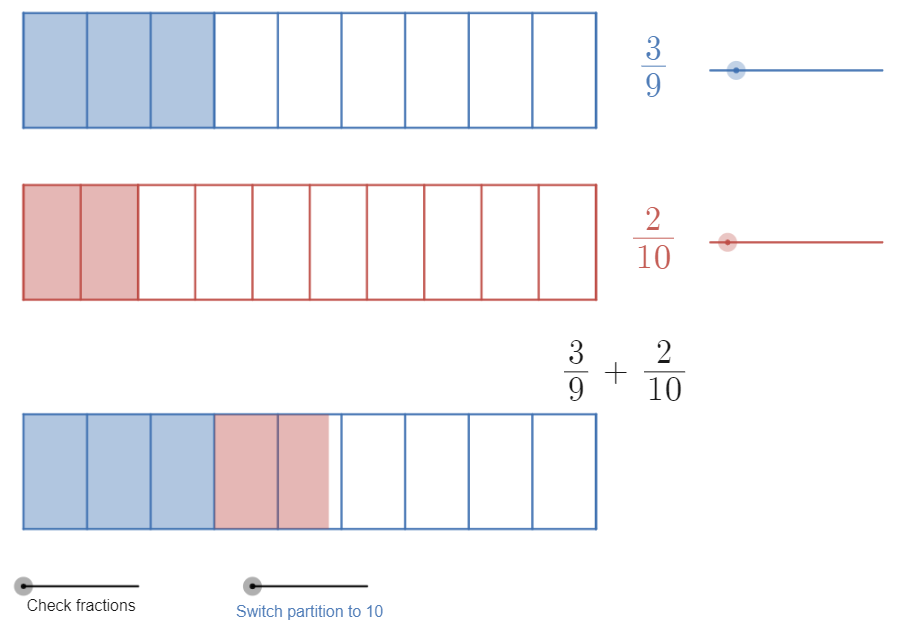 3/9
2/10
3/9 + 2/10
Check fractions
Switch partition to 10